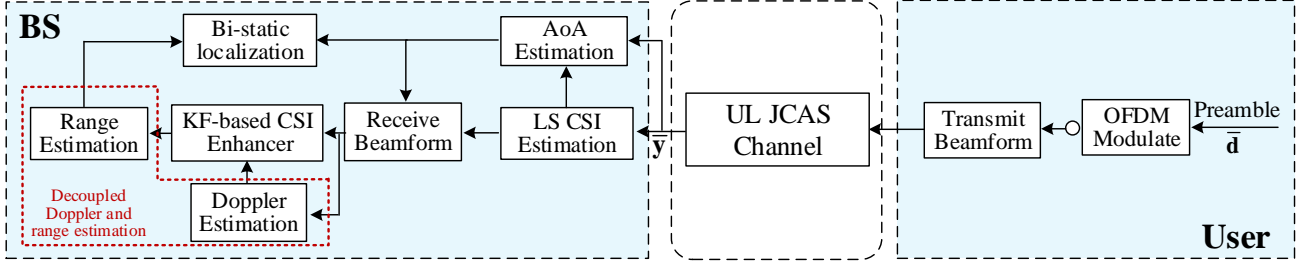 BS
Bi-static
localization
AoA
Estimation
Range
Estimation
KF-based CSI
Enhancer
Receive
Beamform
LS CSI
Estimation
Doppler
Estimation
Decoupled
Doppler and
range estimation
ȳ
UL JCAS
Channel
Transmit
Beamform
OFDM
Modulate
Preamble
d̄
User